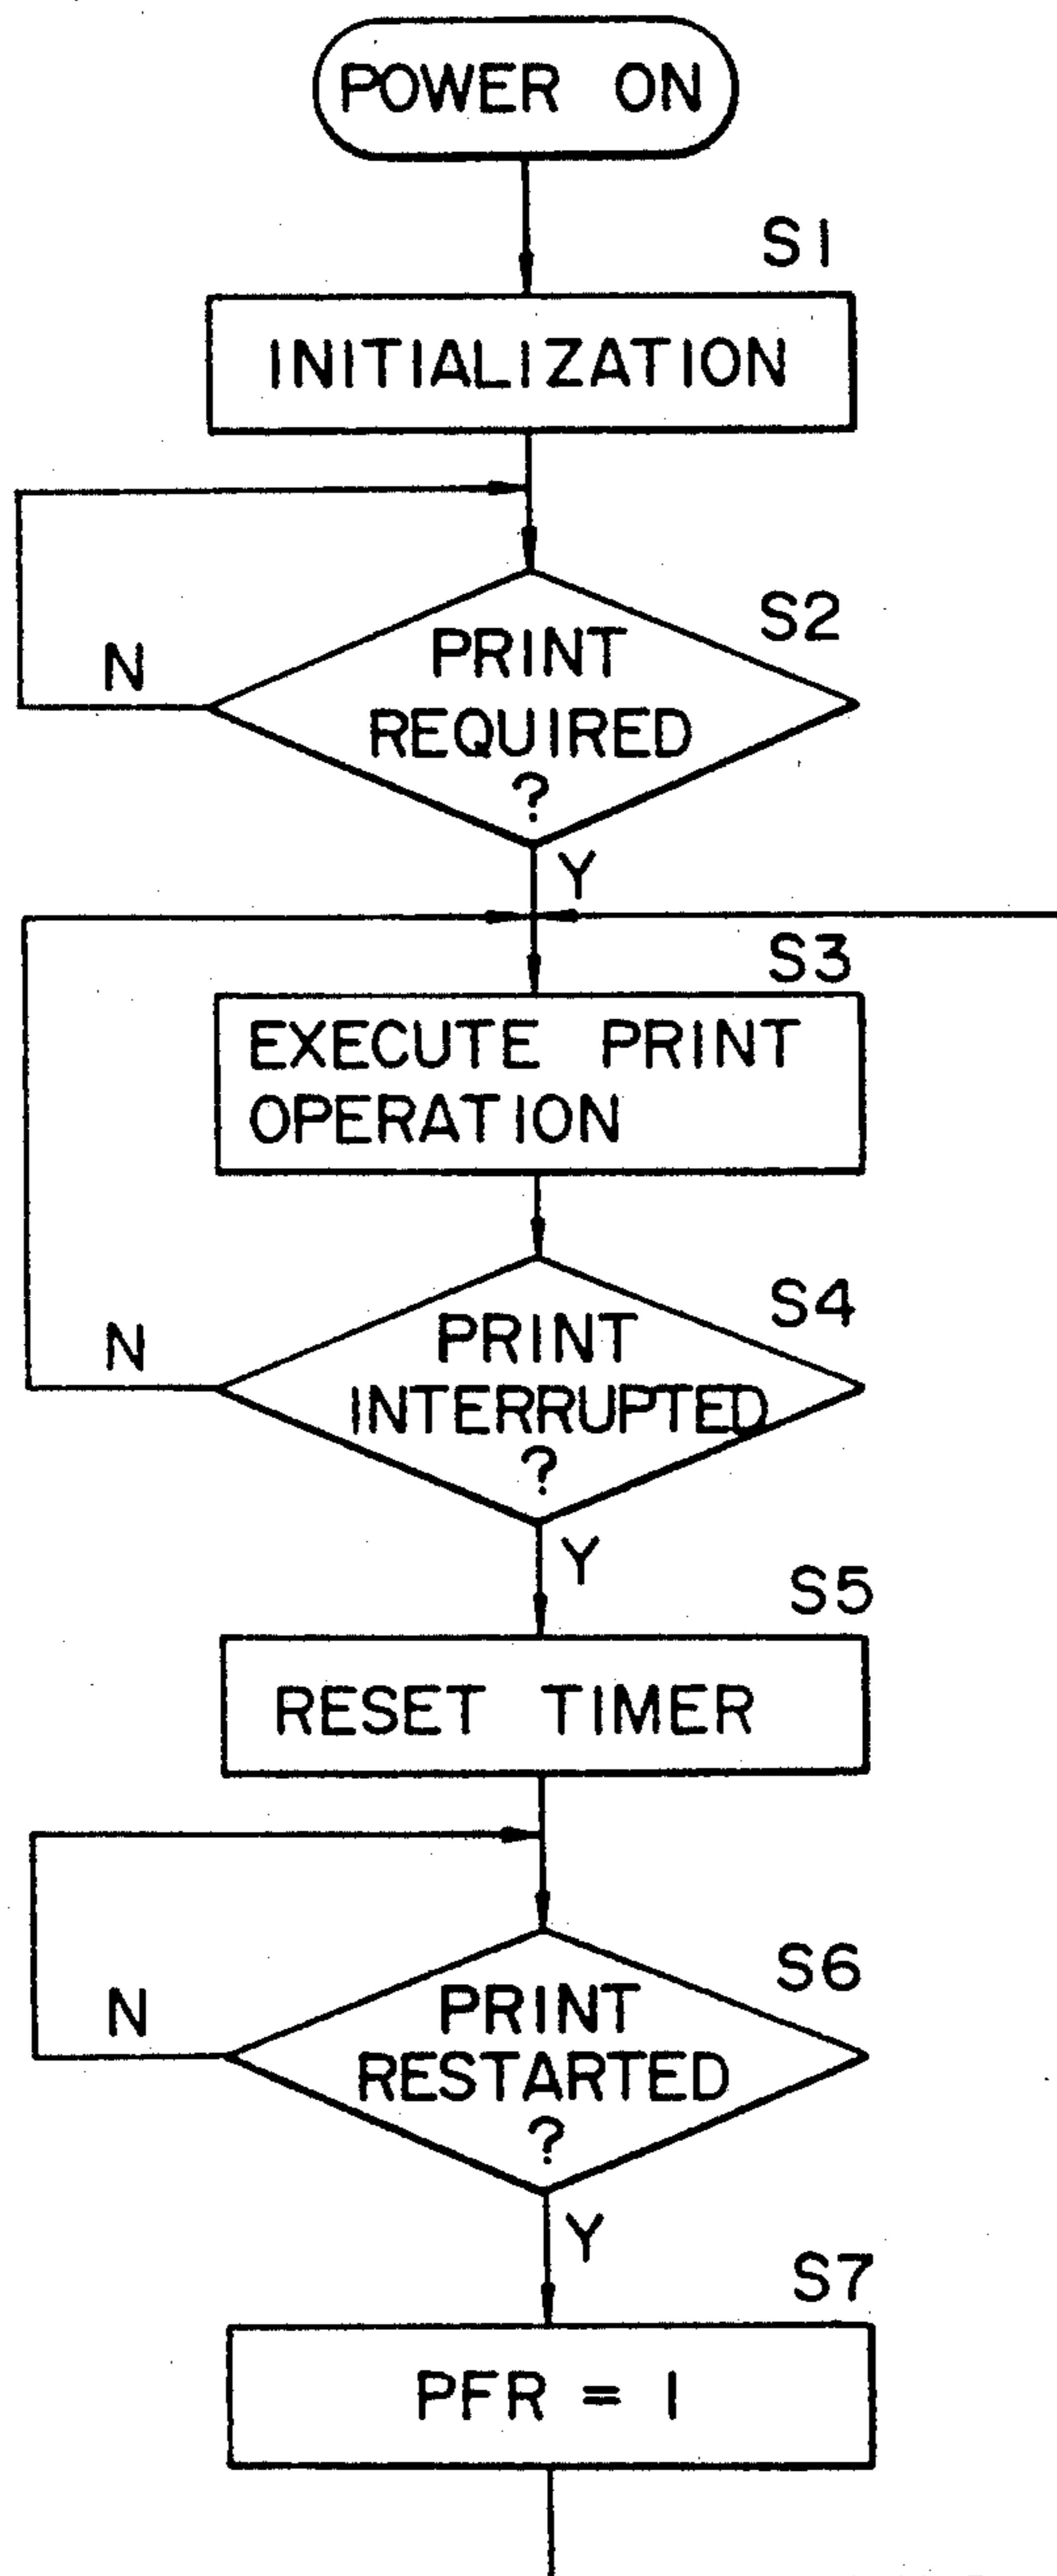 POWER ON
S1
INITIALIZATION
S2
N
PRINT
REQUIRED
?
Y
S3
EXECUTE PRINT
OPERATION
S4
N
PRINT
INTERRUPTED
?
Y
S5
RESET TIMER
S6
N
PRINT
RESTARTED
?
Y
S7
PFR = 1